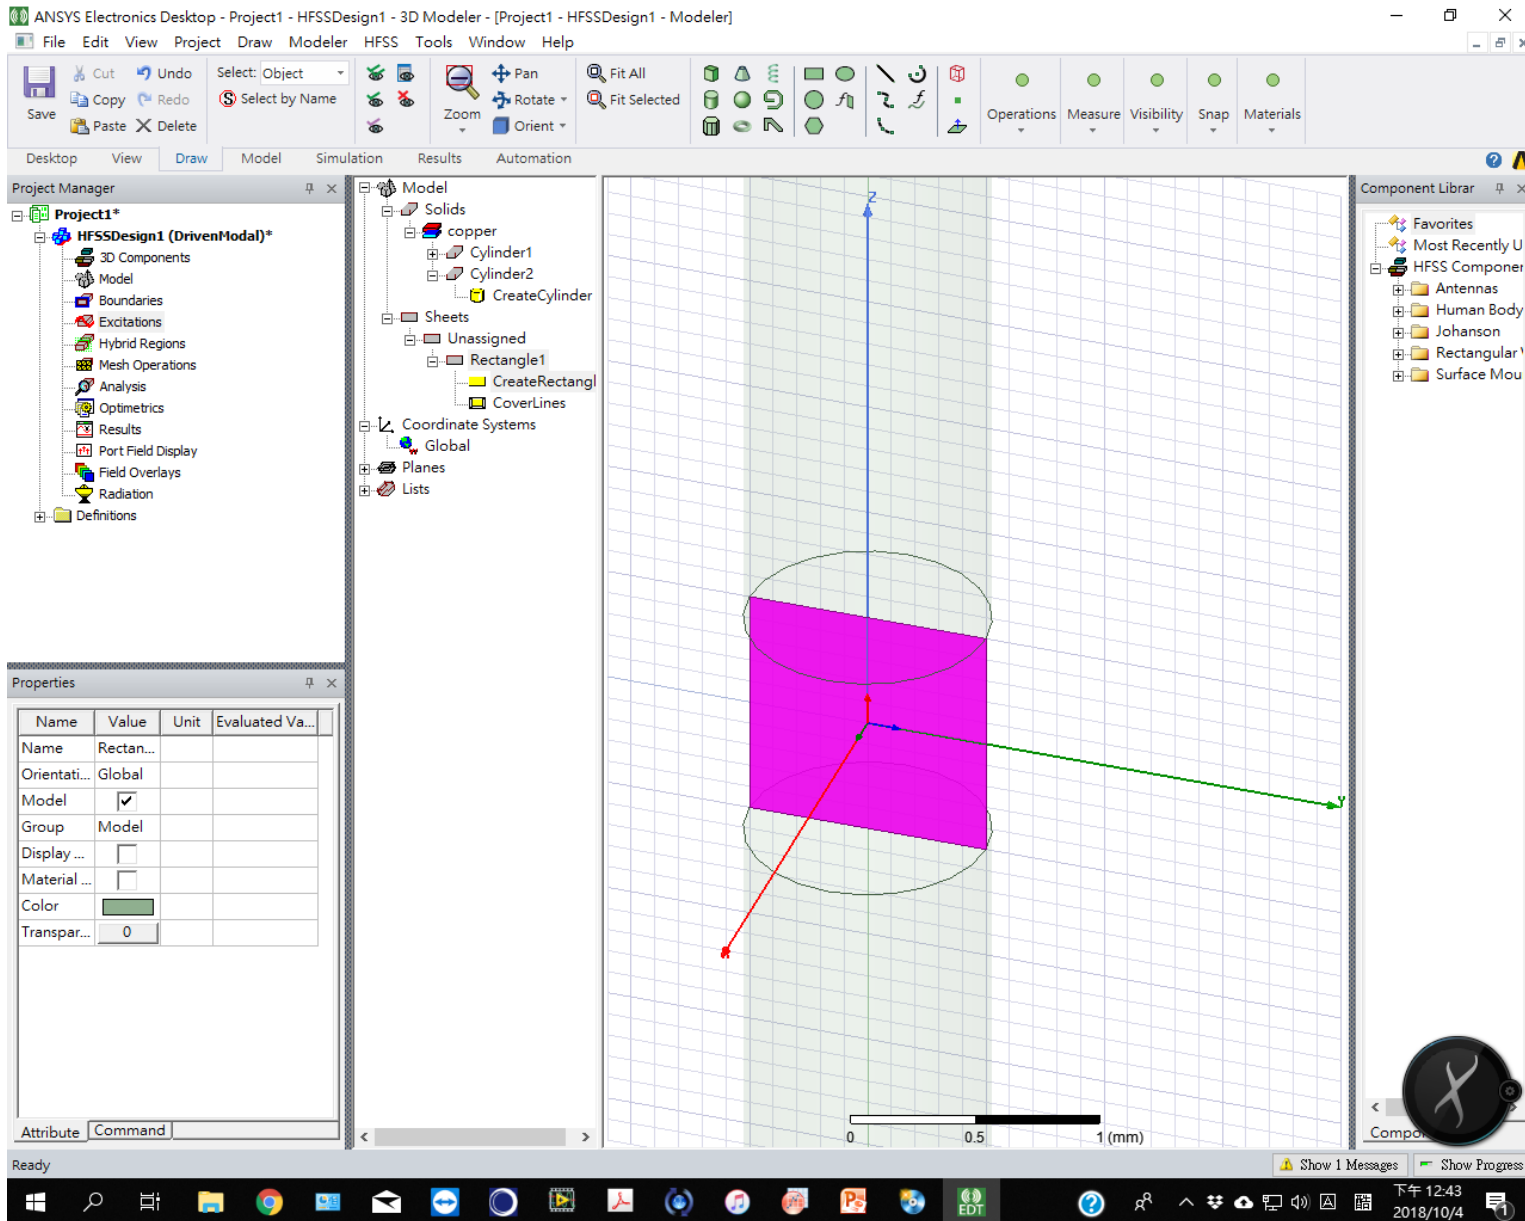 ANSYS Electronics Desktop - Project1 - HFSSDesign1 - 3D Modeler - [Project1 - HFSSDesign1 - Modeler]
File Edit View Project Draw Modeler HFSS Tools Window Help
Save
Cut
Copy
Paste
Undo
Redo
Delete
Select: Object
Select by Name
Zoom
Pan
Rotate
Orient
Fit All
Fit Selected
Operations
Measure
Visibility
Snap
Materials
Desktop View Draw Model Simulation Results Automation
Project Manager
Project1*
HFSSDesign1 (DrivenModal)*
3D Components
Model
Boundaries
Excitations
Hybrid Regions
Mesh Operations
Analysis
Optimetrics
Results
Port Field Display
Field Overlays
Radiation
Definitions
Properties
Name Value Unit Evaluated Va...
Name Rectan...
Orientati... Global
Model
Group Model
Display ...
Material ...
Color
Transpar... 0
Attribute Command
Model
Solids
copper
Cylinder1
Cylinder2
CreateCylinder
Sheets
Unassigned
Rectangle1
CreateRectangl
CoverLines
Coordinate Systems
Global
Planes
Lists
Z
Y
0 0.5 1 (mm)
Component Librar
Favorites
Most Recently U
HFSS Componer
Antennas
Human Body
Johanson
Rectangular
Surface Mou
Compo
Ready
Show 1 Messages
Show Progress
EDT
下午 12:43
2018/10/4
1